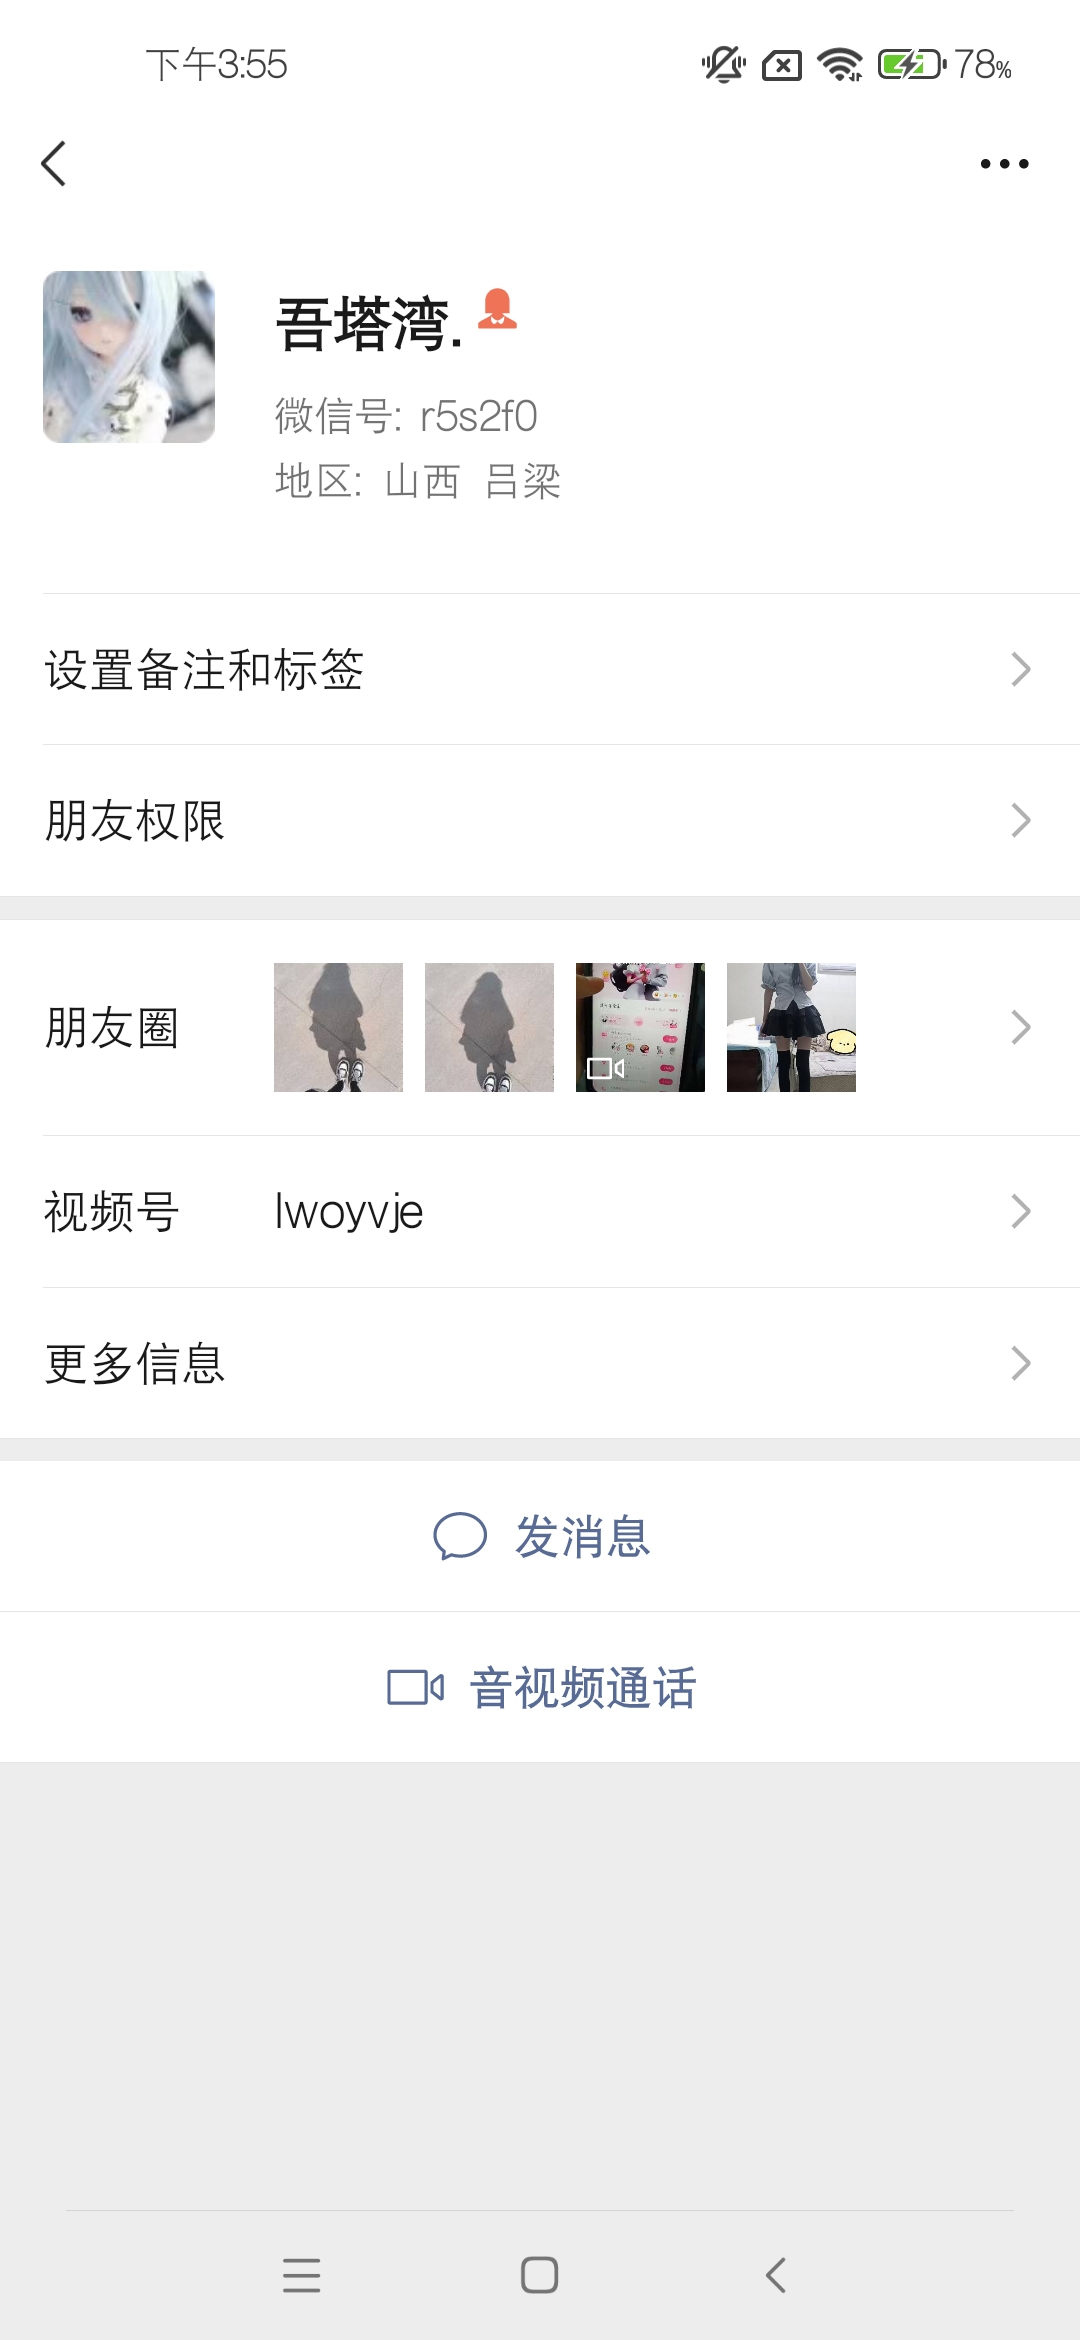 下午3:55
78%
吾塔湾.
微信号: r5s2f0
地区: 山西 吕梁
设置备注和标签
朋友权限
朋友圈
视频号 lwoyvje
更多信息
发消息
音视频通话